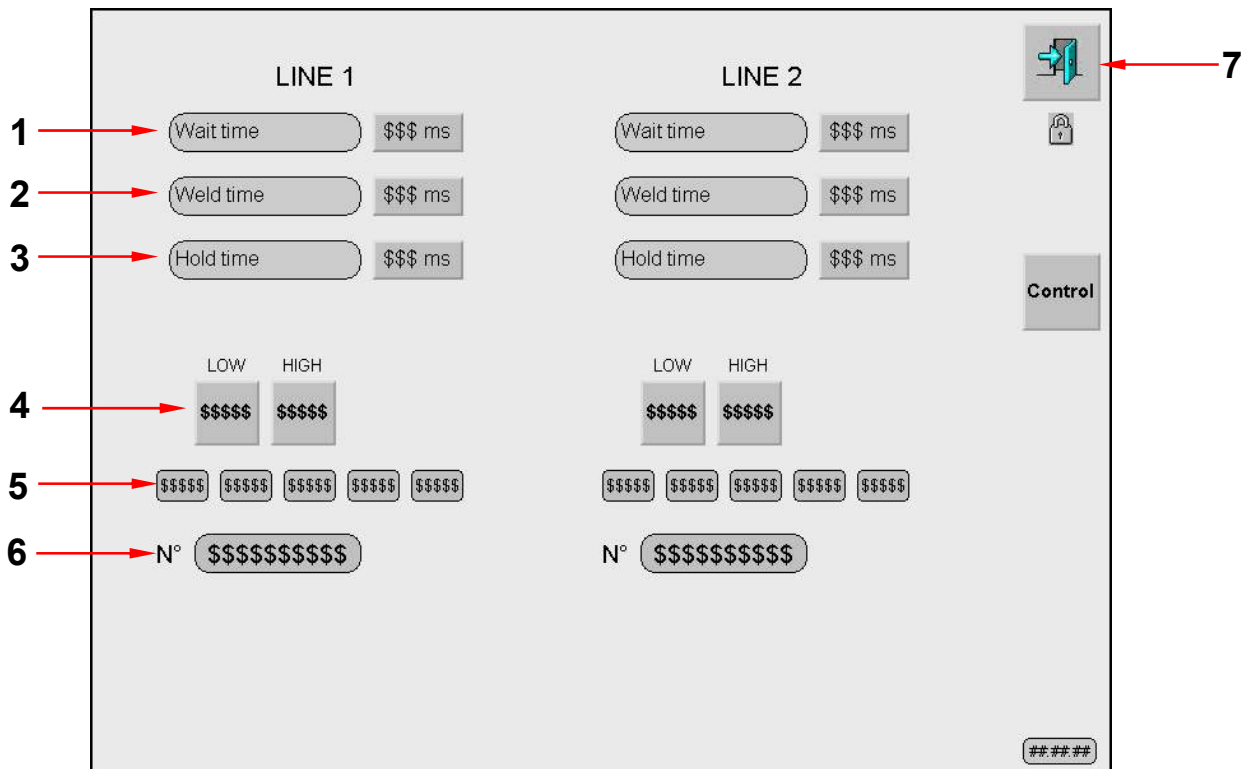 LINE 1 LINE 2 7
1 Wait time $$$ ms Wait time $$$ ms
2 Weld time $$$ ms Weld time $$$ ms
3 Hold time $$$ ms Hold time $$$ ms
Control
LOW HIGH LOW HIGH
4 $$$$$ $$$$$ $$$$$ $$$$$
5 $$$$$ $$$$$ $$$$$ $$$$$ $$$$$ $$$$$ $$$$$ $$$$$ $$$$$ $$$$$
6 N° $$$$$$$$$$ N° $$$$$$$$$$
##.##.##